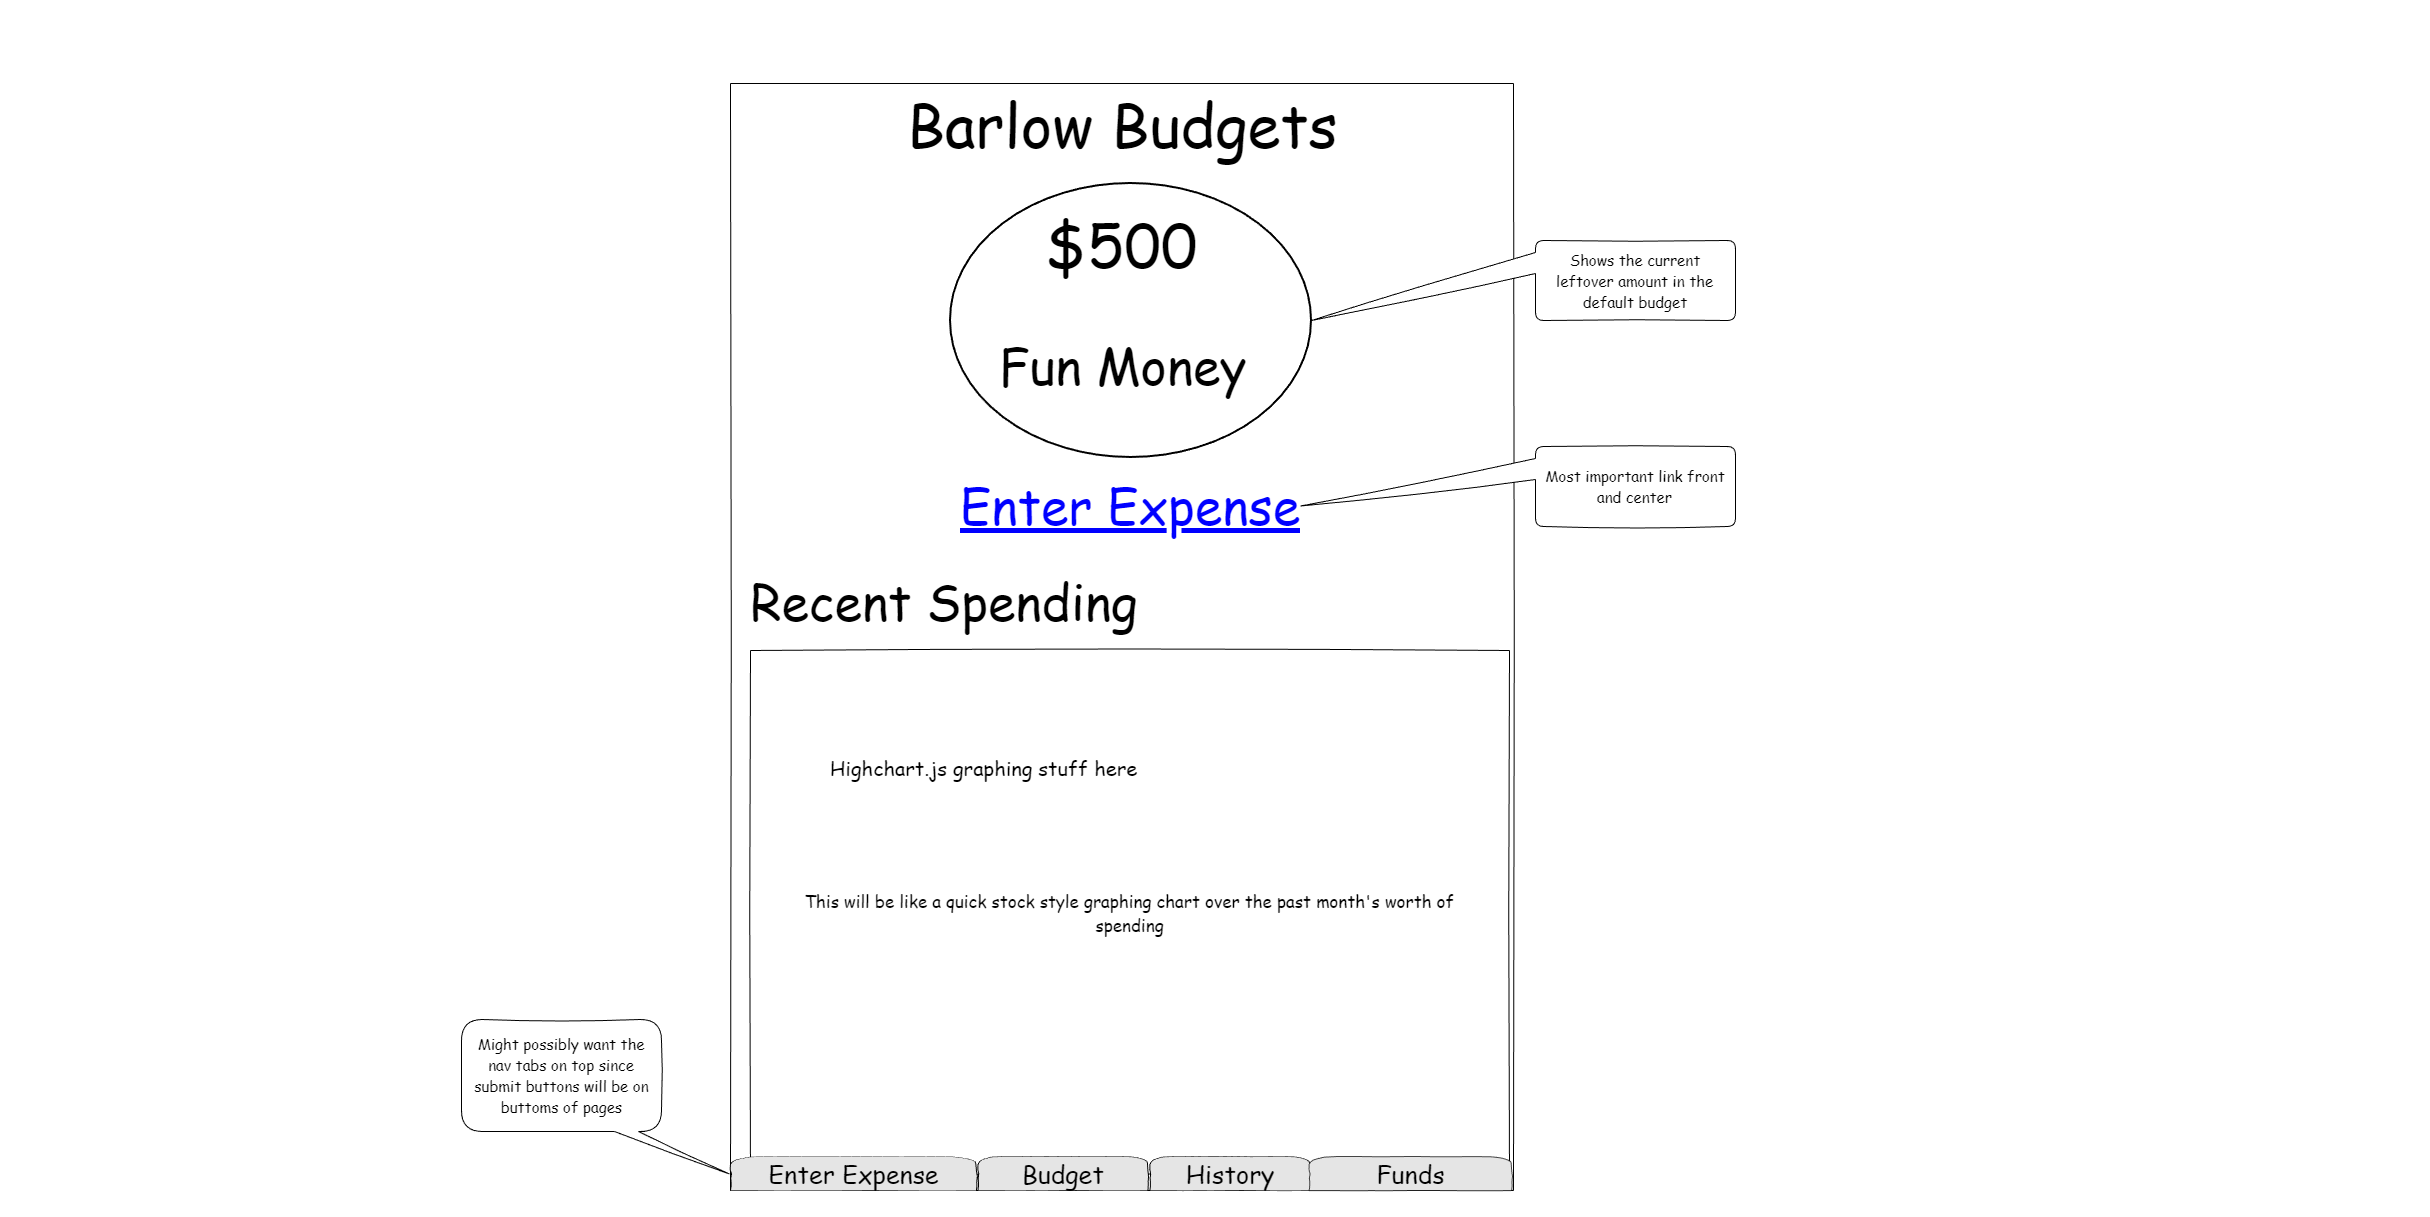 Barlow Budgets
$500
Fun Money
Shows the current
leftover amount in the
default budget
Enter Expense
Most important link front
and center
Recent Spending
Highchart.js graphing stuff here
This will be like a quick stock style graphing chart over the past month's worth of
spending
Might possibly want the
nav tabs on top since
submit buttons will be on
buttoms of pages
Enter Expense
Budget
History
Funds